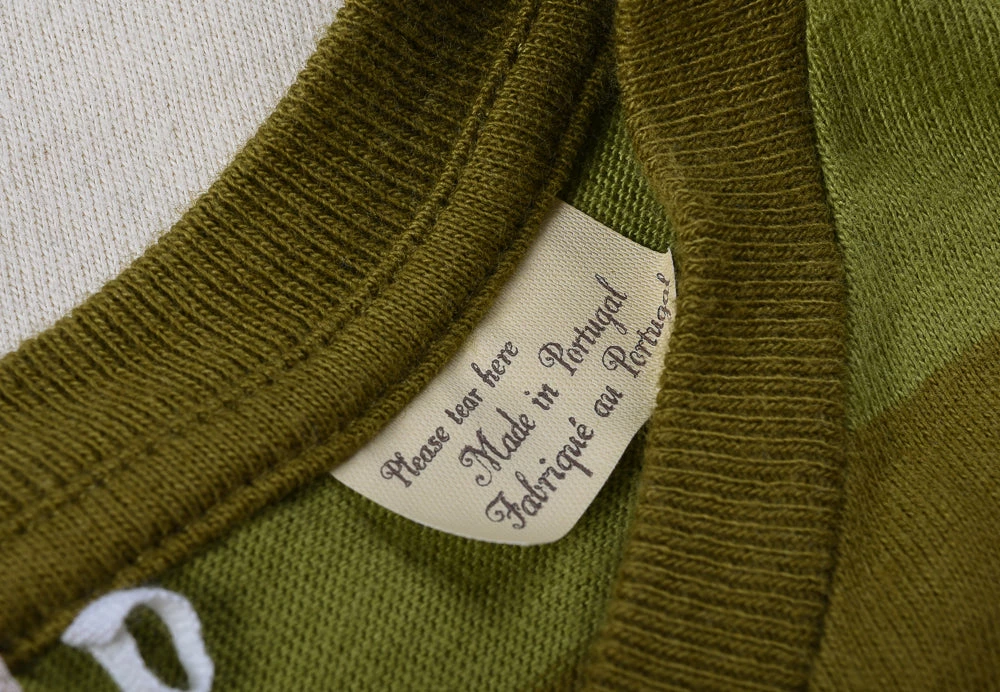 Please tear here
Made in Portugal
Fabriqué au Portugal